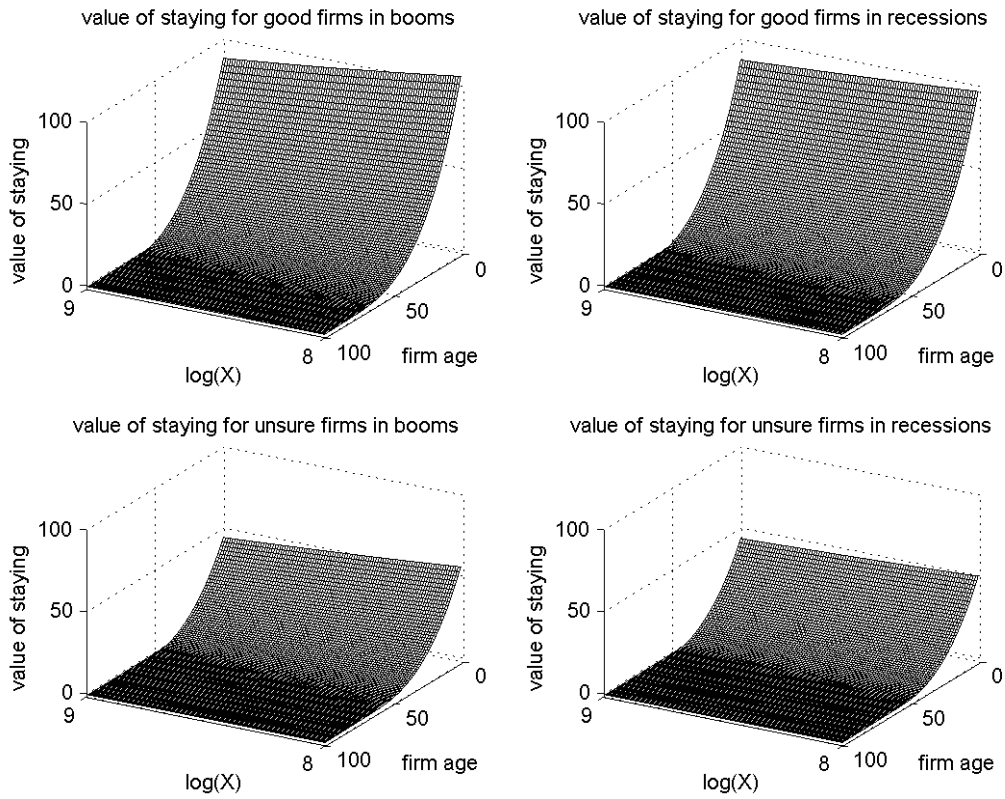 value of staying for good firms in booms
value of staying
100
50
0
9
8
log(X)
0
50
100
firm age
value of staying for good firms in recessions
value of staying
100
50
0
9
8
log(X)
0
50
100
firm age
value of staying for unsure firms in booms
value of staying
100
50
0
9
8
log(X)
0
50
100
firm age
value of staying for unsure firms in recessions
value of staying
100
50
0
9
8
log(X)
0
50
100
firm age